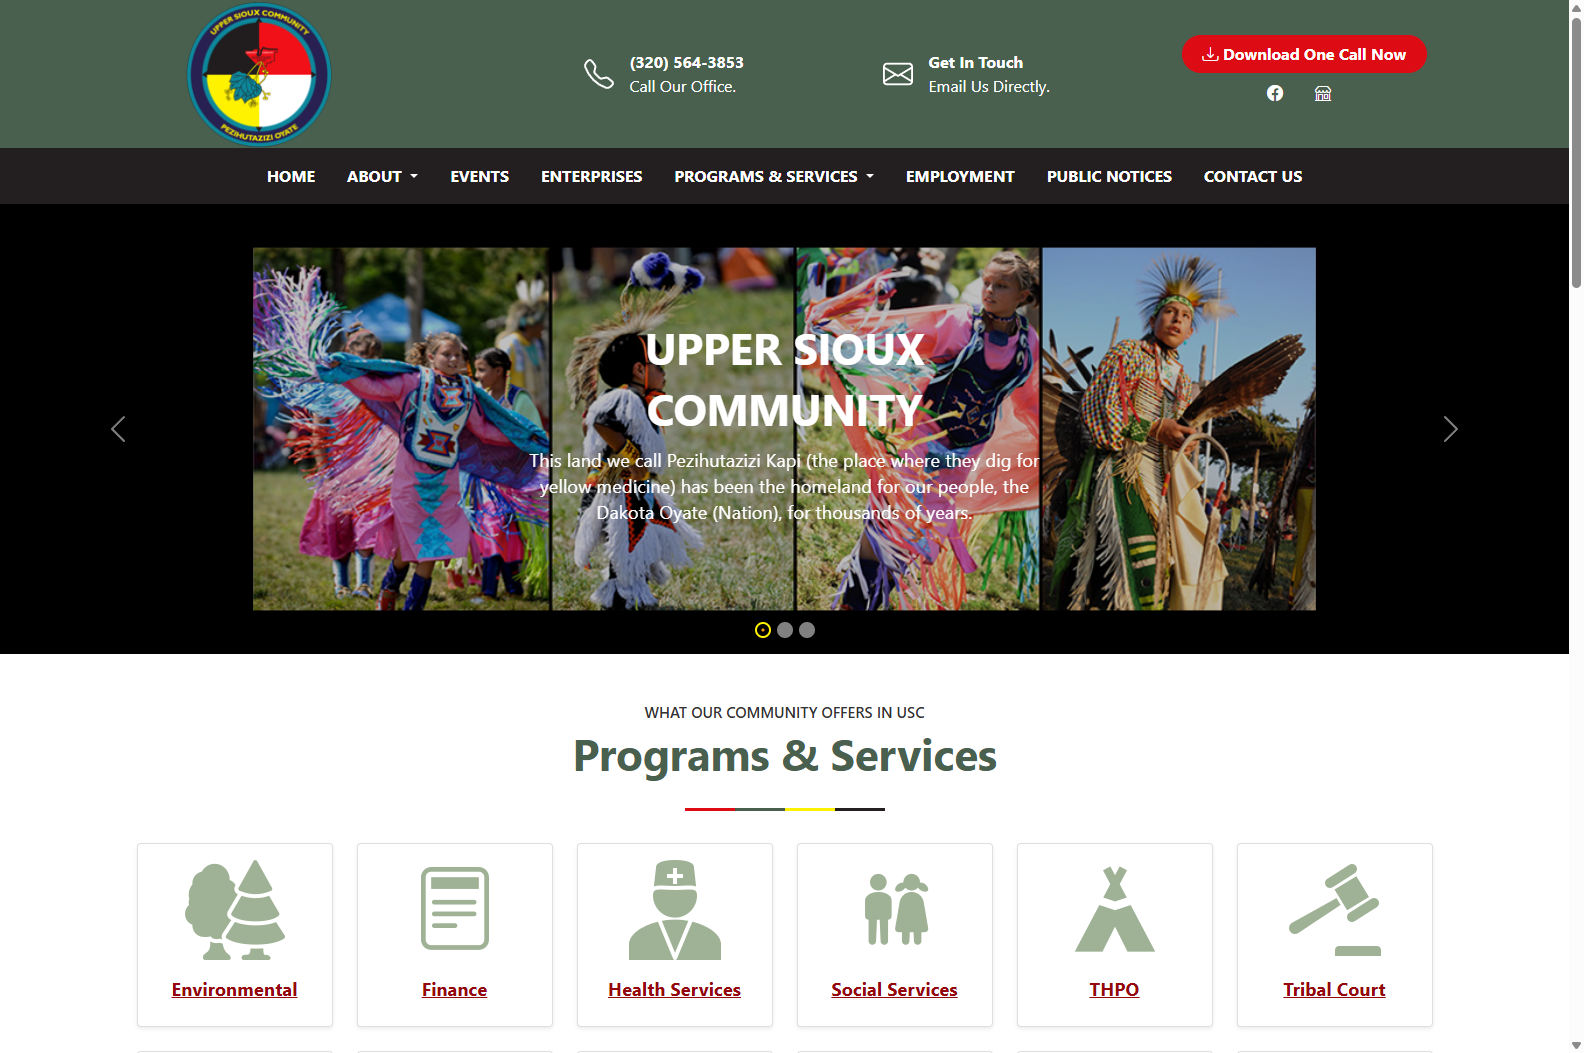 UPPER SIOUX COMMUNITY
PEZIHUTAZIZI OYATE
(320) 564-3853
Call Our Office.
Get In Touch
Email Us Directly.
Download One Call Now
HOME
ABOUT
EVENTS
ENTERPRISES
PROGRAMS & SERVICES
EMPLOYMENT
PUBLIC NOTICES
CONTACT US
UPPER SIOUX
COMMUNITY
This land we call Pezihutazizi Kapi (the place where they dig for
yellow medicine) has been the homeland for our people, the
Dakota Oyate (Nation), for thousands of years.
WHAT OUR COMMUNITY OFFERS IN USC
Programs & Services
Environmental
Finance
Health Services
Social Services
THPO
Tribal Court